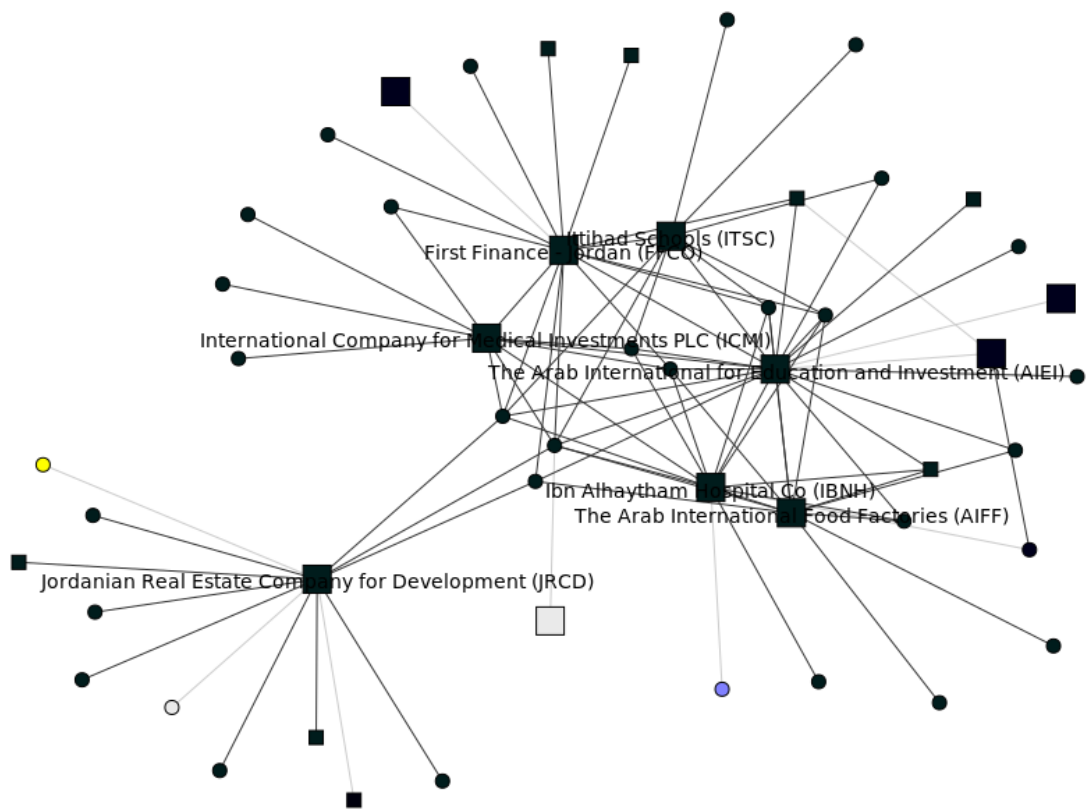 Ittihad Schools (ITSC)
First Finance - Jordan (FFCO)
International Company for Medical Investments PLC (ICMI)
The Arab International for Education and Investment (AIEI)
Ibn Alhaytham Hospital Co (IBNH)
The Arab International Food Factories (AIFF)
Jordanian Real Estate Company for Development (JRCD)